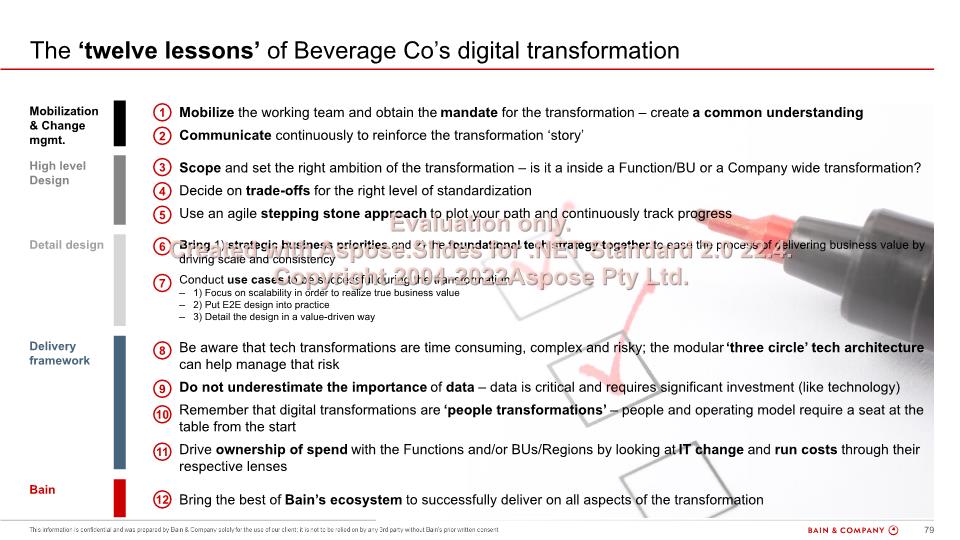 The ‘twelve lessons’ of Beverage Co’s digital transformation
Mobilization
& Change
mgmt.
1 Mobilize the working team and obtain the mandate for the transformation – create a common understanding
2 Communicate continuously to reinforce the transformation ‘story’
High level
Design
3 Scope and set the right ambition of the transformation – is it a inside a Function/BU or a Company wide transformation?
4 Decide on trade-offs for the right level of standardization
5 Use an agile stepping stone approach to plot your path and continuously track progress
Evaluation only.
Detail design
6 Bring 1) strategic business priorities and 2) the foundational tech strategy together to ease the process of delivering business value by
driving scale and consistency
Created with Aspose.Slides for .NET Standard 2.0 22.4.
Copyright 2004-2022Aspose Pty Ltd.
7 Conduct use cases to be successful during the transformation
– 1) Focus on scalability in order to realize true business value
– 2) Put E2E design into practice
– 3) Detail the design in a value-driven way
Delivery
framework
8 Be aware that tech transformations are time consuming, complex and risky; the modular ‘three circle’ tech architecture
can help manage that risk
9 Do not underestimate the importance of data – data is critical and requires significant investment (like technology)
10 Remember that digital transformations are ‘people transformations’ – people and operating model require a seat at the
table from the start
11 Drive ownership of spend with the Functions and/or BUs/Regions by looking at IT change and run costs through their
respective lenses
Bain
12 Bring the best of Bain’s ecosystem to successfully deliver on all aspects of the transformation
This information is confidential and was prepared by Bain & Company solely for the use of our client; it is not to be relied on by any 3rd party without Bain's prior written consent
BAIN & COMPANY
79